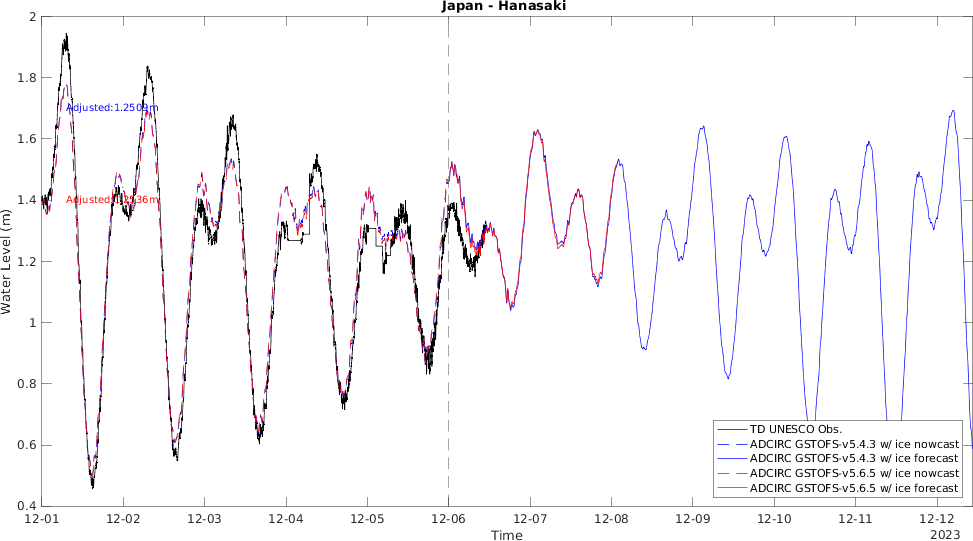 Japan - Hanasaki
2
1.8
1.6
1.4
1.2
1
0.8
0.6
0.4
Water Level (m)
Adjusted:1.2509m
Adjusted:1.2536m
TD UNESCO Obs.
ADCIRC GSTOFS-v5.4.3 w/ ice nowcast
ADCIRC GSTOFS-v5.4.3 w/ ice forecast
ADCIRC GSTOFS-v5.6.5 w/ ice nowcast
ADCIRC GSTOFS-v5.6.5 w/ ice forecast
12-01 12-02 12-03 12-04 12-05 12-06 12-07 12-08 12-09 12-10 12-11 12-12
2023
Time